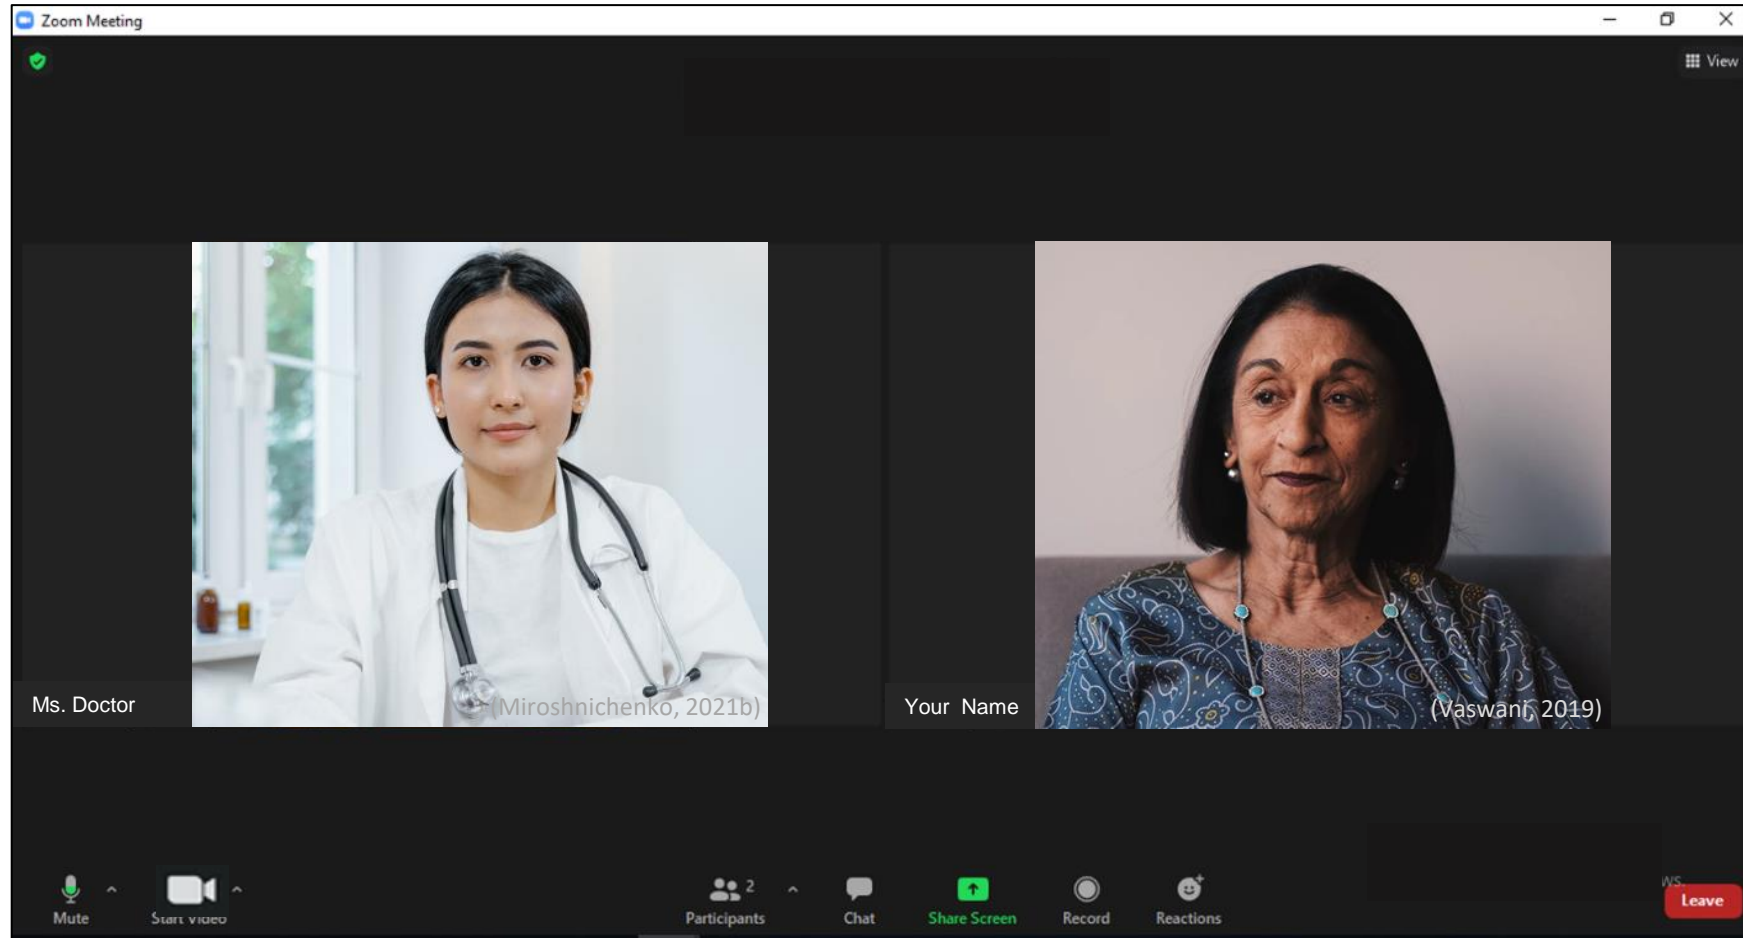 Zoom Meeting
View
Ms. Doctor
(Miroshnichenko, 2021b)
Your Name
(Vaswani, 2019)
Mute
Start Video
2
Participants
Chat
Share Screen
Record
Reactions
ws.
Leave